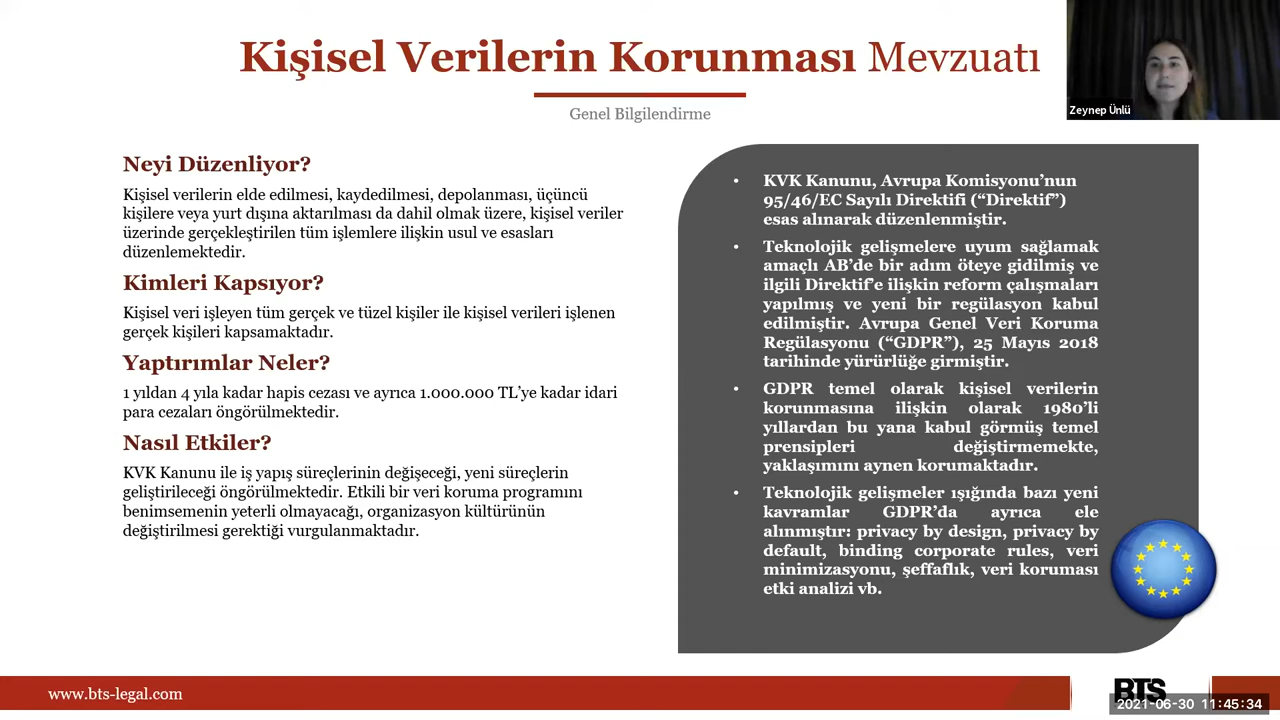 Kişisel Verilerin Korunması Mevzuatı
Genel Bilgilendirme
Zeynep Ünlü
Neyi Düzenliyor?
Kişisel verilerin elde edilmesi, kaydedilmesi, depolanması, üçüncü
kişilere veya yurt dışına aktarılması da dahil olmak üzere, kişisel veriler
üzerinde gerçekleştirilen tüm işlemlere ilişkin usul ve esasları
düzenlemektedir.
Kimleri Kapsıyor?
Kişisel veri işleyen tüm gerçek ve tüzel kişiler ile kişisel verileri işlenen
gerçek kişileri kapsamaktadır.
Yaptırımlar Neler?
1 yıldan 4 yıla kadar hapis cezası ve ayrıca 1.000.000 TL’ye kadar idari
para cezaları öngörülmektedir.
Nasıl Etkiler?
KVK Kanunu ile iş yapış süreçlerinin değişeceği, yeni süreçlerin
geliştirileceği öngörülmektedir. Etkili bir veri koruma programını
benimsemenin yeterli olmayacağı, organizasyon kültürünün
değiştirilmesi gerektiği vurgulanmaktadır.
• KVK Kanunu, Avrupa Komisyonu’nun
95/46/EC Sayılı Direktifi (“Direktif”)
esas alınarak düzenlenmiştir.
• Teknolojik gelişmelere uyum sağlamak
amaçlı AB’de bir adım öteye gidilmiş ve
ilgili Direktif’e ilişkin reform çalışmaları
yapılmış ve yeni bir regülasyon kabul
edilmiştir. Avrupa Genel Veri Koruma
Regülasyonu (“GDPR”), 25 Mayıs 2018
tarihinde yürürlüğe girmiştir.
• GDPR temel olarak kişisel verilerin
korunmasına ilişkin olarak 1980’li
yıllardan bu yana kabul görmüş temel
prensipleri değiştirmemekte,
yaklaşımını aynen korumaktadır.
• Teknolojik gelişmeler ışığında bazı yeni
kavramlar GDPR’da ayrıca ele
alınmıştır: privacy by design, privacy by
default, binding corporate rules, veri
minimizasyonu, şeffaflık, veri koruması
etki analizi vb.
www.bts-legal.com
BTS
2021-06-30 11:45:34